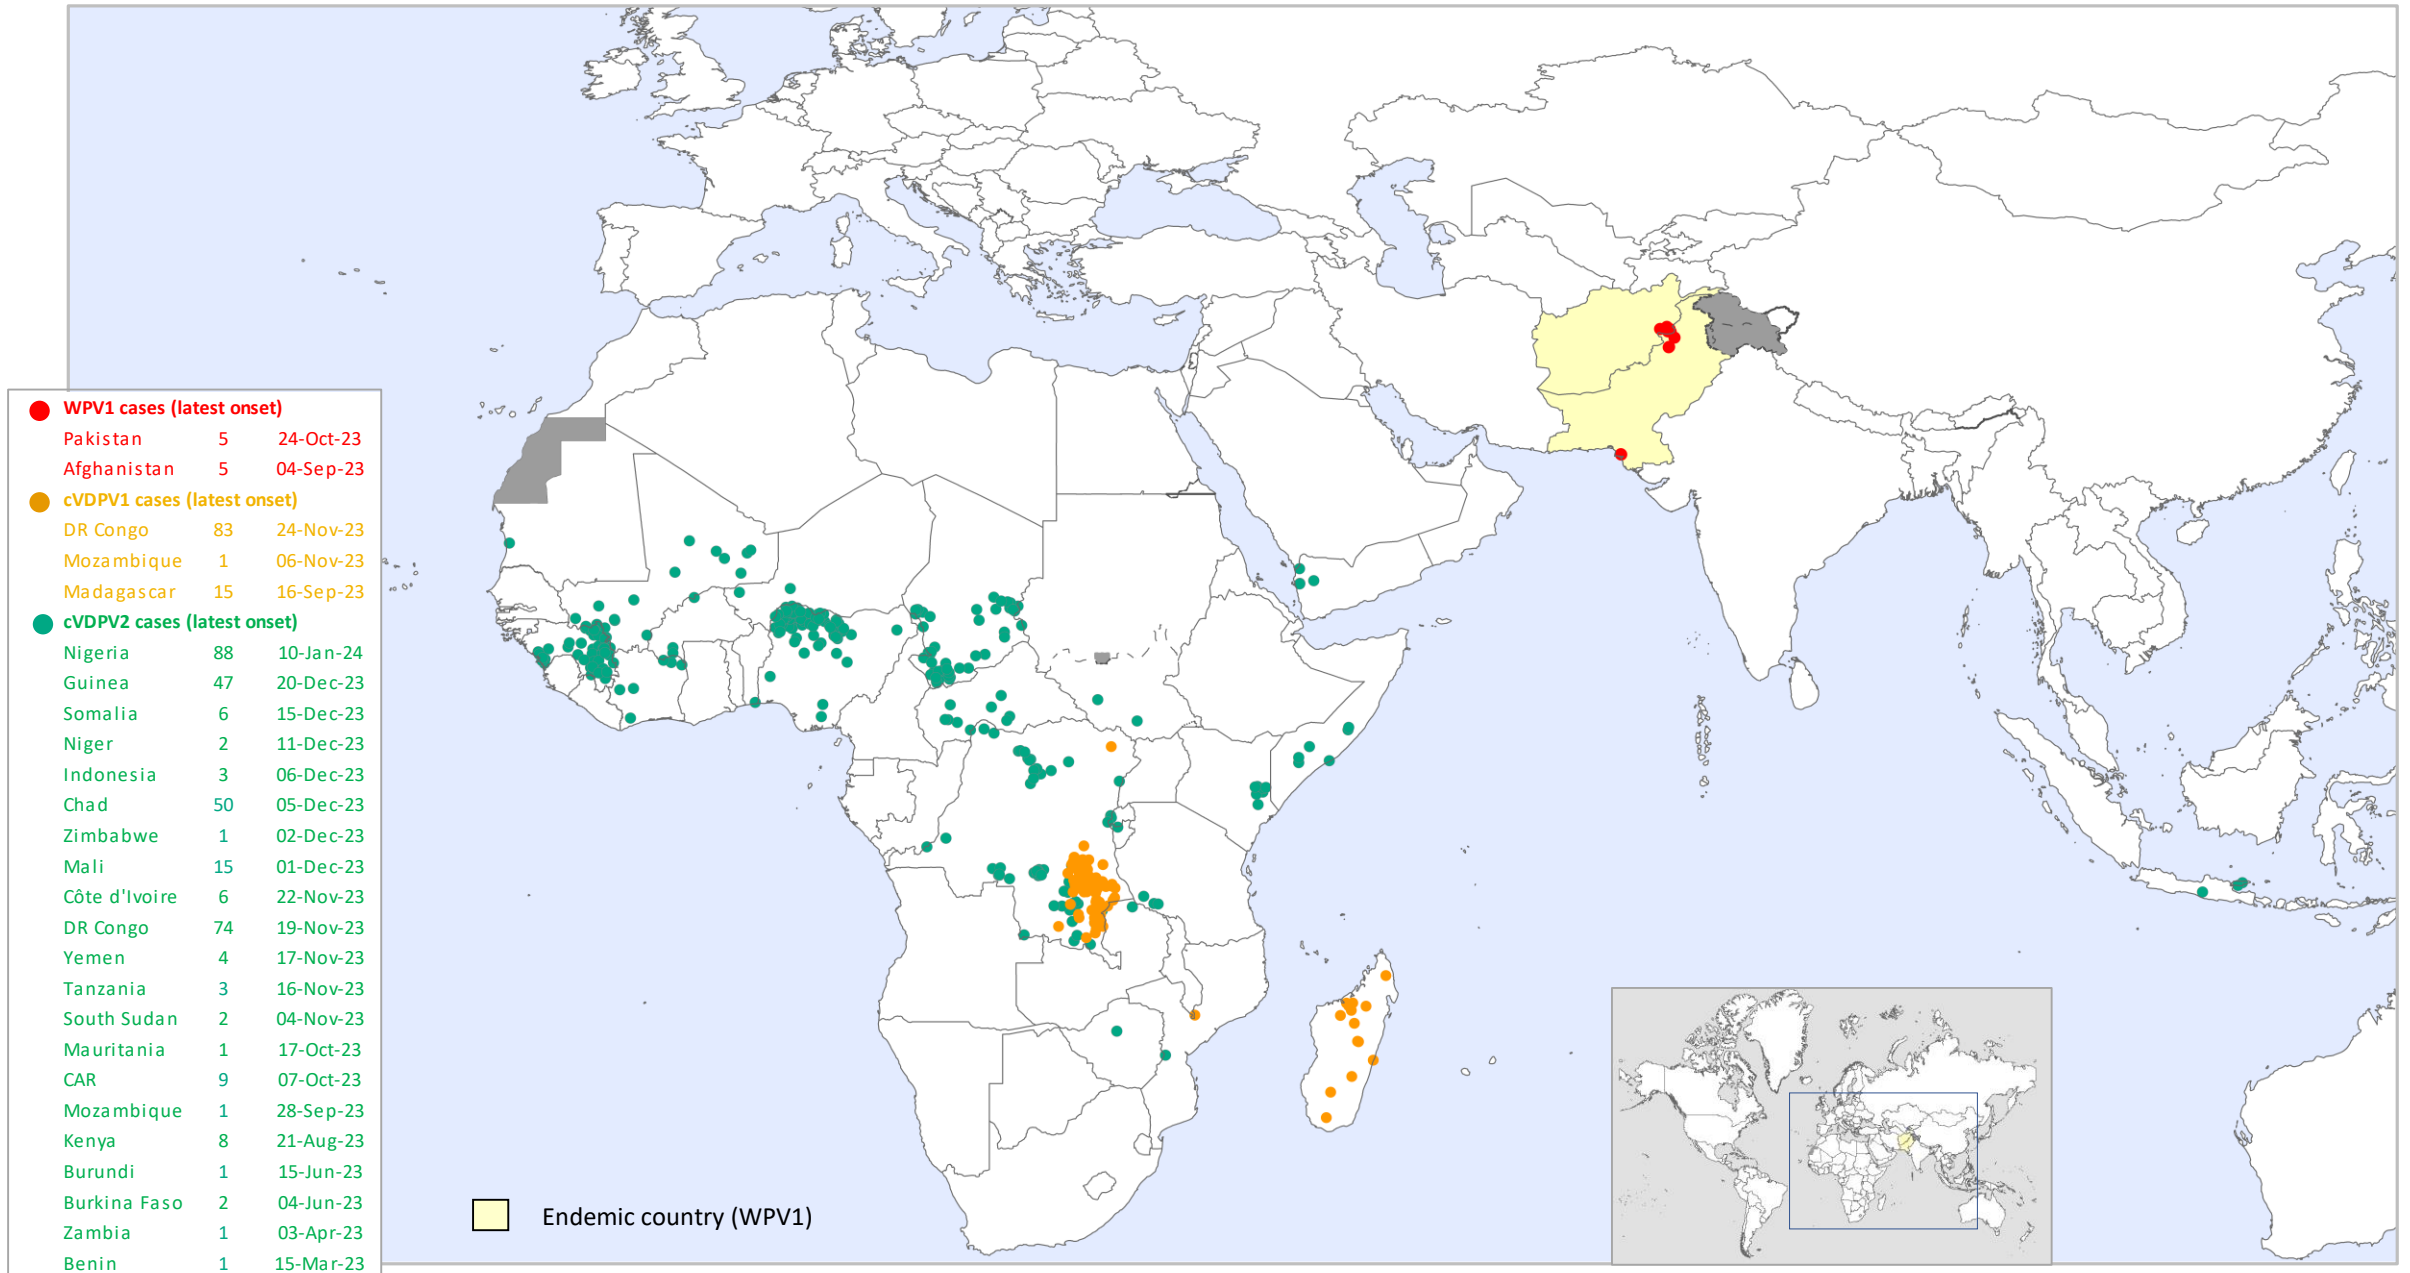 WPV1 cases (latest onset)
Pakistan 5 24-Oct-23
Afghanistan 5 04-Sep-23
cVDPV1 cases (latest onset)
DR Congo 83 24-Nov-23
Mozambique 1 06-Nov-23
Madagascar 15 16-Sep-23
cVDPV2 cases (latest onset)
Nigeria 88 10-Jan-24
Guinea 47 20-Dec-23
Somalia 6 15-Dec-23
Niger 2 11-Dec-23
Indonesia 3 06-Dec-23
Chad 50 05-Dec-23
Zimbabwe 1 02-Dec-23
Mali 15 01-Dec-23
Côte d'Ivoire 6 22-Nov-23
DR Congo 74 19-Nov-23
Yemen 4 17-Nov-23
Tanzania 3 16-Nov-23
South Sudan 2 04-Nov-23
Mauritania 1 17-Oct-23
CAR 9 07-Oct-23
Mozambique 1 28-Sep-23
Kenya 8 21-Aug-23
Burundi 1 15-Jun-23
Burkina Faso 2 04-Jun-23
Zambia 1 03-Apr-23
Benin 1 15-Mar-23
Endemic country (WPV1)